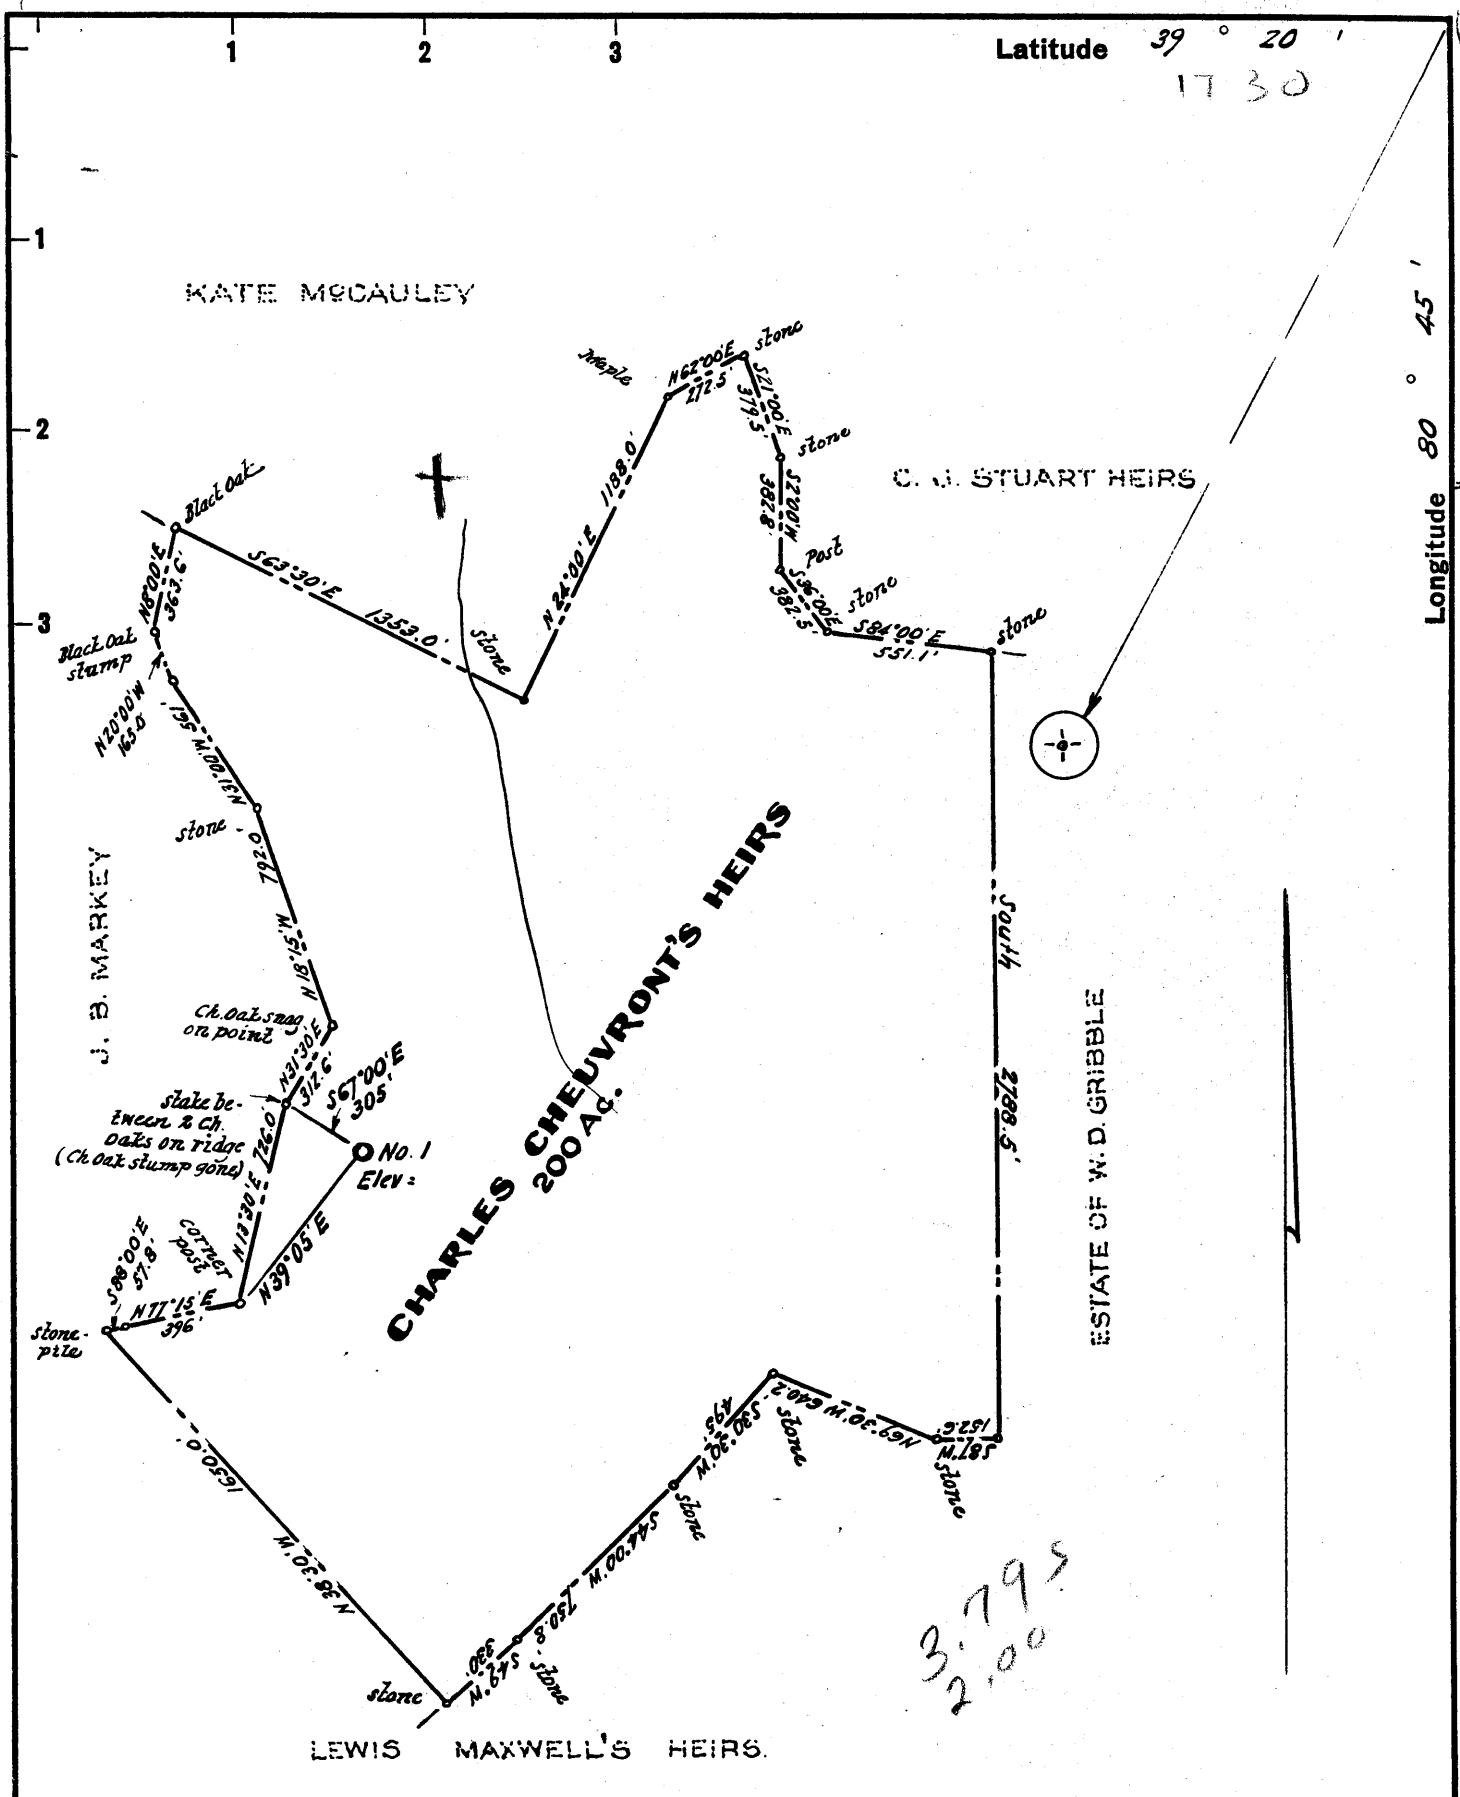 1 2 3 Latitude 39 ° 20 '
17 30
1
2
3
Longitude 80 ° 45 '
KATE McCAULEY
Maple
N62°00'E
272.5'
stone
S21°00'E
379.5'
stone
S2°00'W
382.8'
C. J. STUART HEIRS
Post
S36°00'E
382.5'
stone
S84°00'E
551.1'
stone
Black Oak
S63°30'E 1353.0'
stone
N 24°00'E 1188.0'
N8°00'E
363.6'
Black Oak
stump
N20°00'W
165.0'
N31°00'W 561'
stone
792.0
N 18°15'W
J. B. MARKEY
Ch. Oak snag
on point
N31°30'E
312.6'
S67°00'E
305'
stake be-
tween 2 Ch.
Oaks on ridge
(Ch Oak stump gone)
No. 1
Elev =
N13°30'E 726.0'
N39°05'E
corner
post
S88°00'E
57.8'
N77°15'E
396'
stone-
pile
CHARLES CHEUVRONT'S HEIRS
200 Ac.
South 2788.5'
ESTATE OF W. D. GRIBBLE
S87°W
152.6'
stone
N69°30'W 640.2'
stone
S30°30'W
495'
stone
S44°00'W
750.8'
stone
S49°W
330'
stone
N38°30'W
1650.0'
LEWIS MAXWELL'S HEIRS.
3.795
2.00